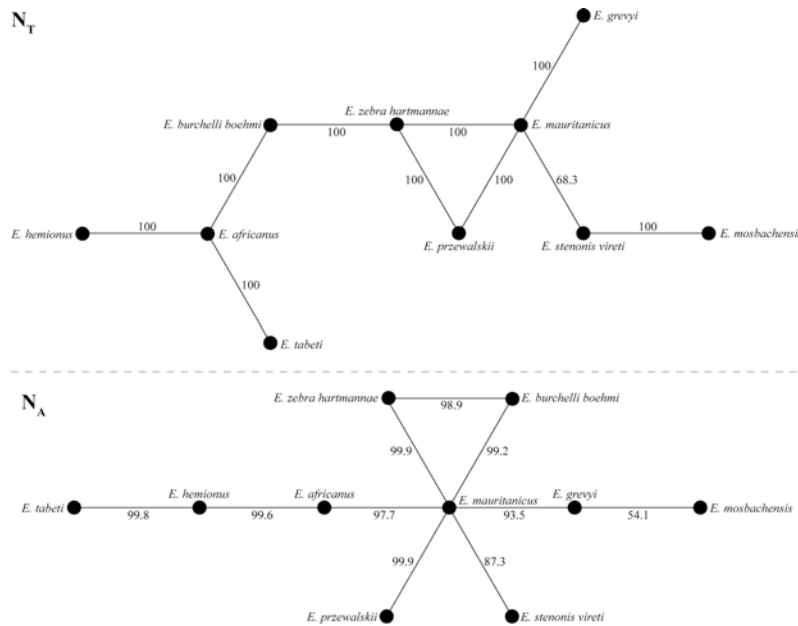 N_T
E. grevyi
100
E. zebra hartmannae
E. burchelli boehmi
100
100
E. mauritanicus
100
100
100
68.3
E. hemionus
100
E. africanus
E. przewalskii
E. stenonis vireti
100
E. mosbachensi
100
E. tabeti
N_A
E. zebra hartmannae
98.9
E. burchelli boehmi
99.9
99.2
E. tabeti
99.8
E. hemionus
99.6
E. africanus
97.7
E. mauritanicus
93.5
E. grevyi
54.1
E. mosbachensis
99.9
87.3
E. przewalskii
E. stenonis vireti